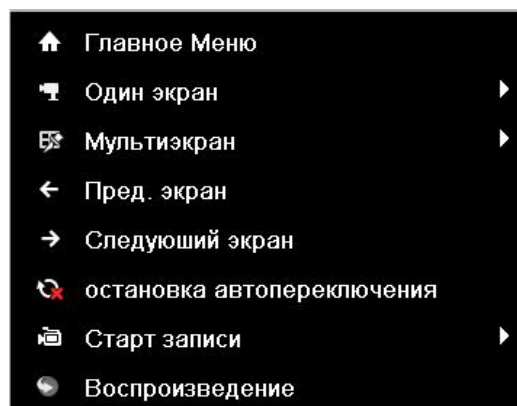 Главное Меню
Один экран
Мультиэкран
Пред. экран
Следуюший экран
остановка автопереключения
Старт записи
Воспроизведение